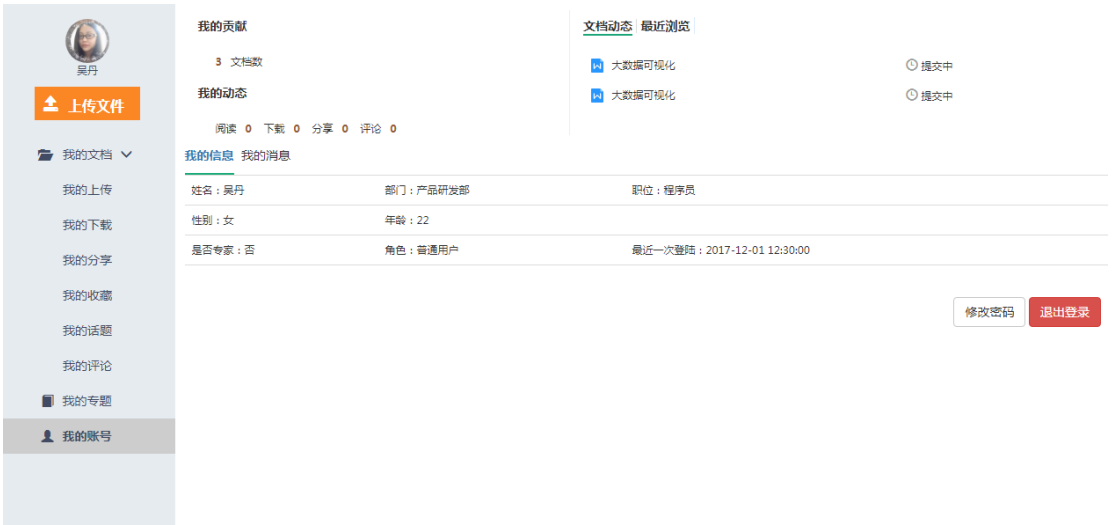 吴丹
上传文件
我的文档
我的上传
我的下载
我的分享
我的收藏
我的话题
我的评论
我的专题
我的账号
我的贡献
3 文档数
我的动态
阅读 0 下载 0 分享 0 评论 0
文档动态 最近浏览
大数据可视化 提交中
大数据可视化 提交中
我的信息 我的消息
姓名：吴丹 部门：产品研发部 职位：程序员
性别：女 年龄：22
是否专家：否 角色：普通用户 最近一次登陆：2017-12-01 12:30:00
修改密码 退出登录